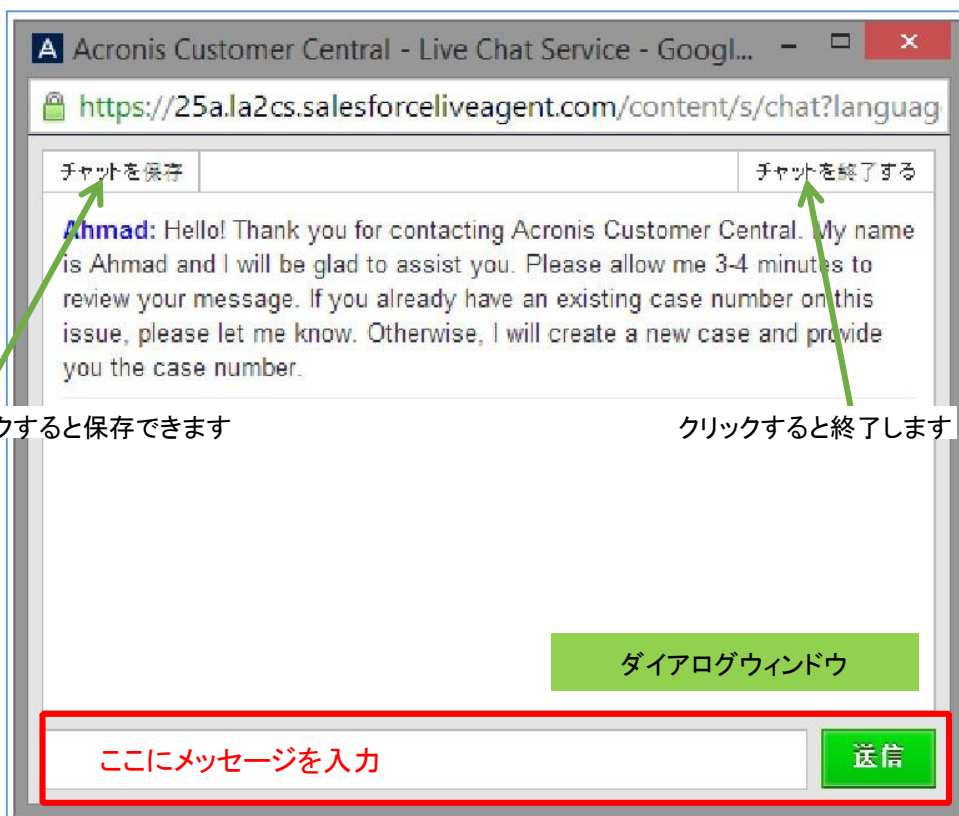 A Acronis Customer Central - Live Chat Service - Googl...
https://25a.la2cs.salesforceliveagent.com/content/s/chat?languag
チャットを保存 チャットを終了する
Ahmad: Hello! Thank you for contacting Acronis Customer Central. My name
is Ahmad and I will be glad to assist you. Please allow me 3-4 minutes to
review your message. If you already have an existing case number on this
issue, please let me know. Otherwise, I will create a new case and provide
you the case number.
クすると保存できます クリックすると終了します
ダイアログウィンドウ
ここにメッセージを入力 送信